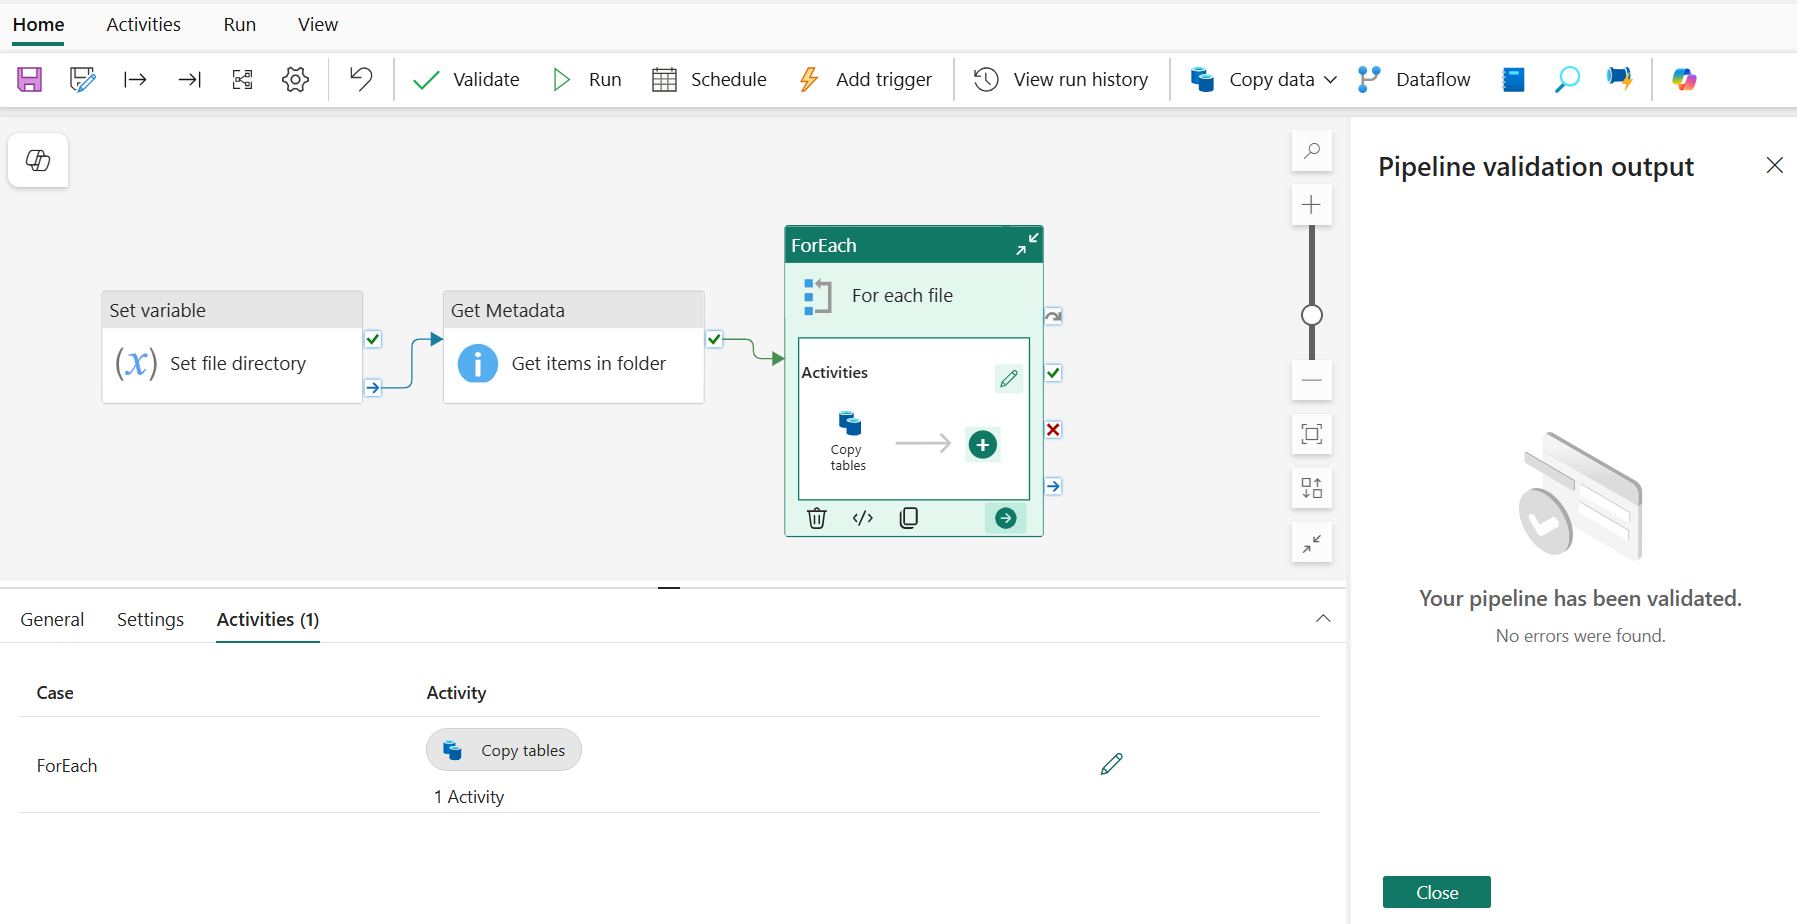 Home Activities Run View
Validate Run Schedule Add trigger View run history Copy data Dataflow
Pipeline validation output
ForEach
For each file
Set variable
(x) Set file directory
Get Metadata
Get items in folder
Activities
Copy
tables
Your pipeline has been validated.
No errors were found.
General Settings Activities (1)
Case Activity
ForEach
Copy tables
1 Activity
Close